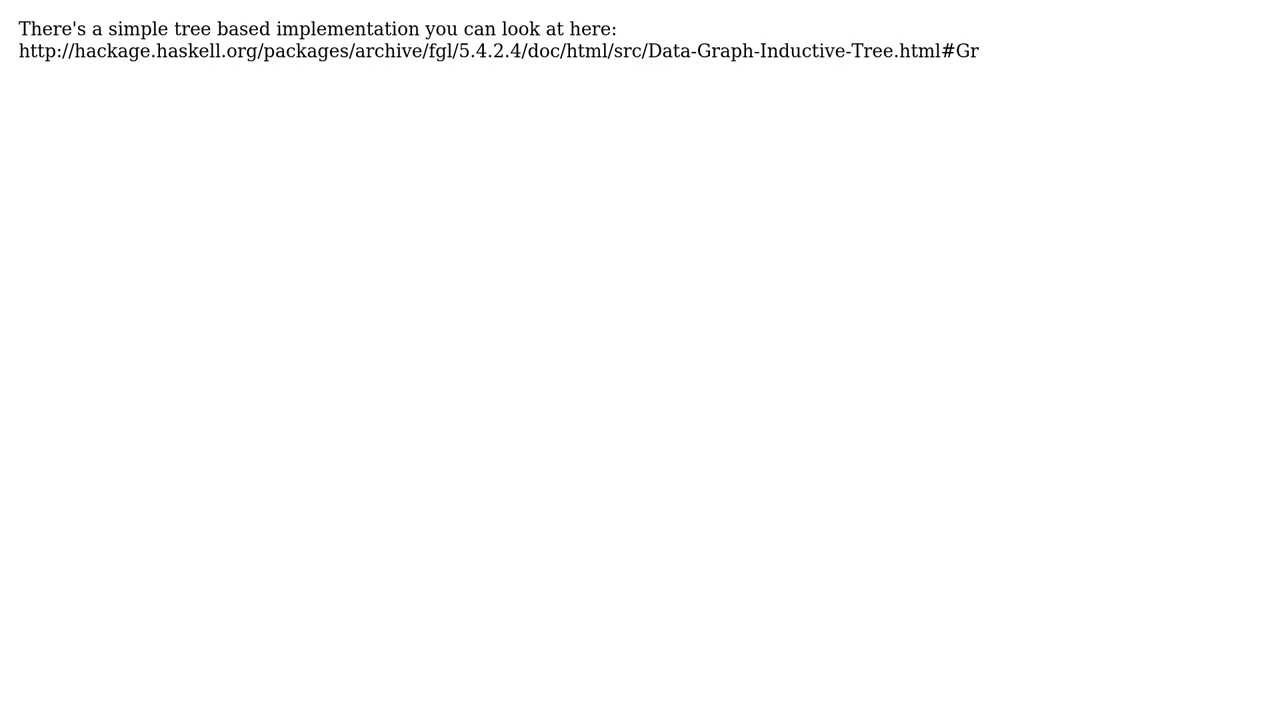 There's a simple tree based implementation you can look at here:
http://hackage.haskell.org/packages/archive/fgl/5.4.2.4/doc/html/src/Data-Graph-Inductive-Tree.html#Gr